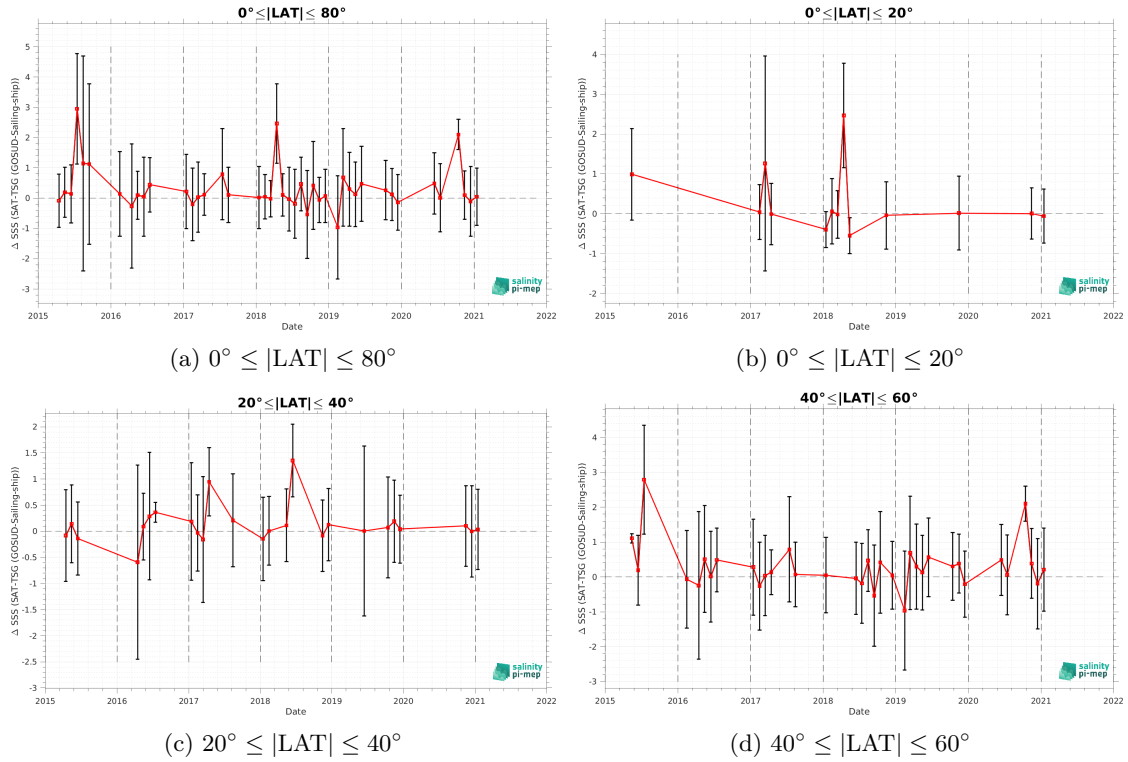 0°≤|LAT|≤ 80°
Δ SSS (SAT-TSG (GOSUD-Sailing-ship))
5
4
3
2
1
0
-1
-2
-3
2015 2016 2017 2018 2019 2020 2021 2022
Date
salinity
pi-mep
(a) 0° ≤ |LAT| ≤ 80°
0°≤|LAT|≤ 20°
Δ SSS (SAT-TSG (GOSUD-Sailing-ship))
4
3
2
1
0
-1
-2
2015 2016 2017 2018 2019 2020 2021 2022
Date
salinity
pi-mep
(b) 0° ≤ |LAT| ≤ 20°
20°≤|LAT|≤ 40°
Δ SSS (SAT-TSG (GOSUD-Sailing-ship))
2
1.5
1
0.5
0
-0.5
-1
-1.5
-2
-2.5
-3
2015 2016 2017 2018 2019 2020 2021 2022
Date
salinity
pi-mep
(c) 20° ≤ |LAT| ≤ 40°
40°≤|LAT|≤ 60°
Δ SSS (SAT-TSG (GOSUD-Sailing-ship))
4
3
2
1
0
-1
-2
-3
2015 2016 2017 2018 2019 2020 2021 2022
Date
salinity
pi-mep
(d) 40° ≤ |LAT| ≤ 60°